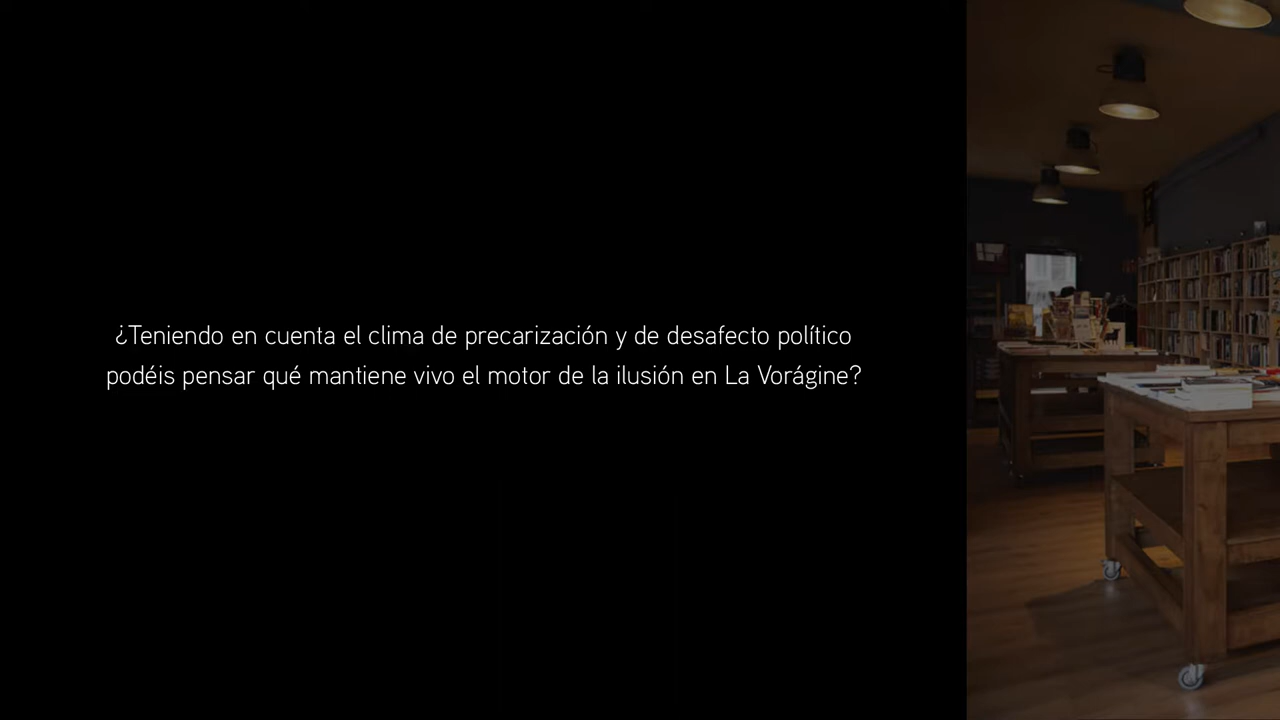 ¿Teniendo en cuenta el clima de precarización y de desafecto político
podéis pensar qué mantiene vivo el motor de la ilusión en La Vorágine?